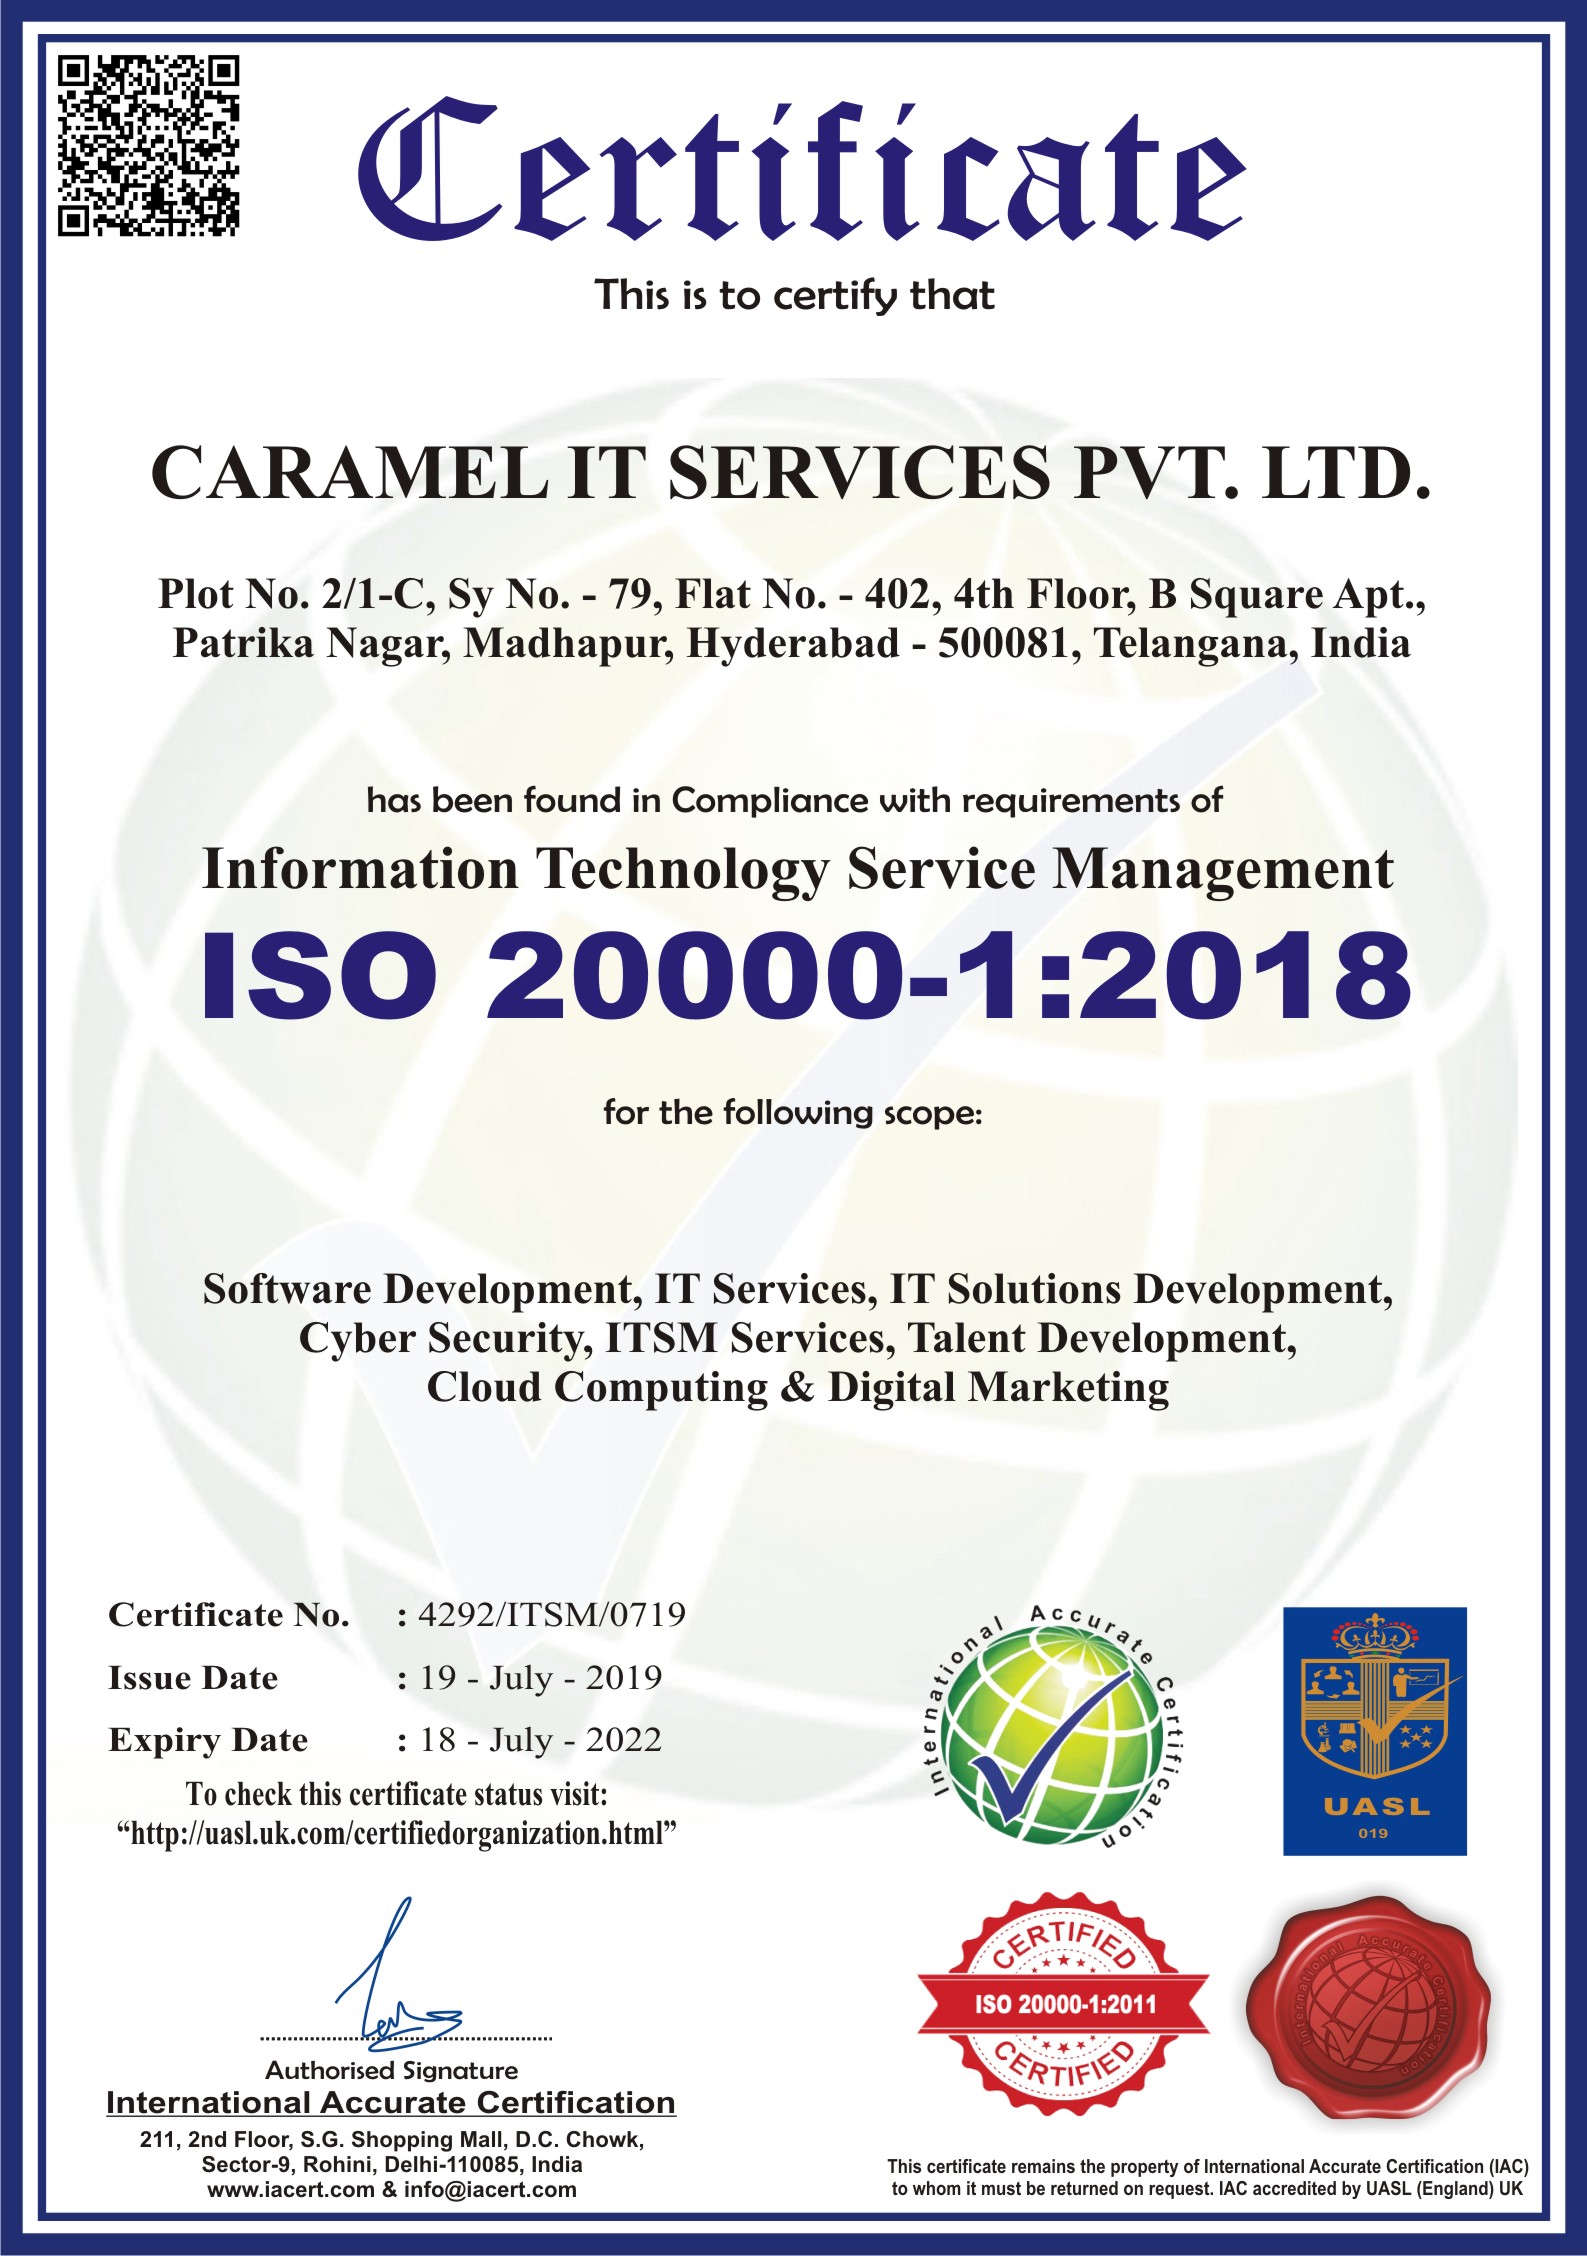 Certificate
This is to certify that
CARAMEL IT SERVICES PVT. LTD.
Plot No. 2/1-C, Sy No. - 79, Flat No. - 402, 4th Floor, B Square Apt.,
Patrika Nagar, Madhapur, Hyderabad - 500081, Telangana, India
has been found in Compliance with requirements of
Information Technology Service Management
ISO 20000-1:2018
for the following scope:
Software Development, IT Services, IT Solutions Development,
Cyber Security, ITSM Services, Talent Development,
Cloud Computing & Digital Marketing
Certificate No. : 4292/ITSM/0719
Issue Date : 19 - July - 2019
Expiry Date : 18 - July - 2022
To check this certificate status visit:
“http://uasl.uk.com/certifiedorganization.html”
International Accurate Certification
UASL
019
CERTIFIED
ISO 20000-1:2011
CERTIFIED
International Accurate Certification
Authorised Signature
International Accurate Certification
211, 2nd Floor, S.G. Shopping Mall, D.C. Chowk,
Sector-9, Rohini, Delhi-110085, India
www.iacert.com & info@iacert.com
This certificate remains the property of International Accurate Certification (IAC)
to whom it must be returned on request. IAC accredited by UASL (England) UK